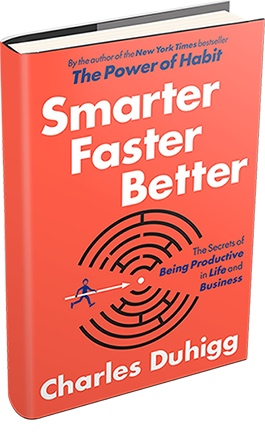 By the author of the New York Times bestseller
The Power of Habit
Smarter
Faster
Better
The Secrets of
Being Productive
in Life and
Business
Charles Duhigg